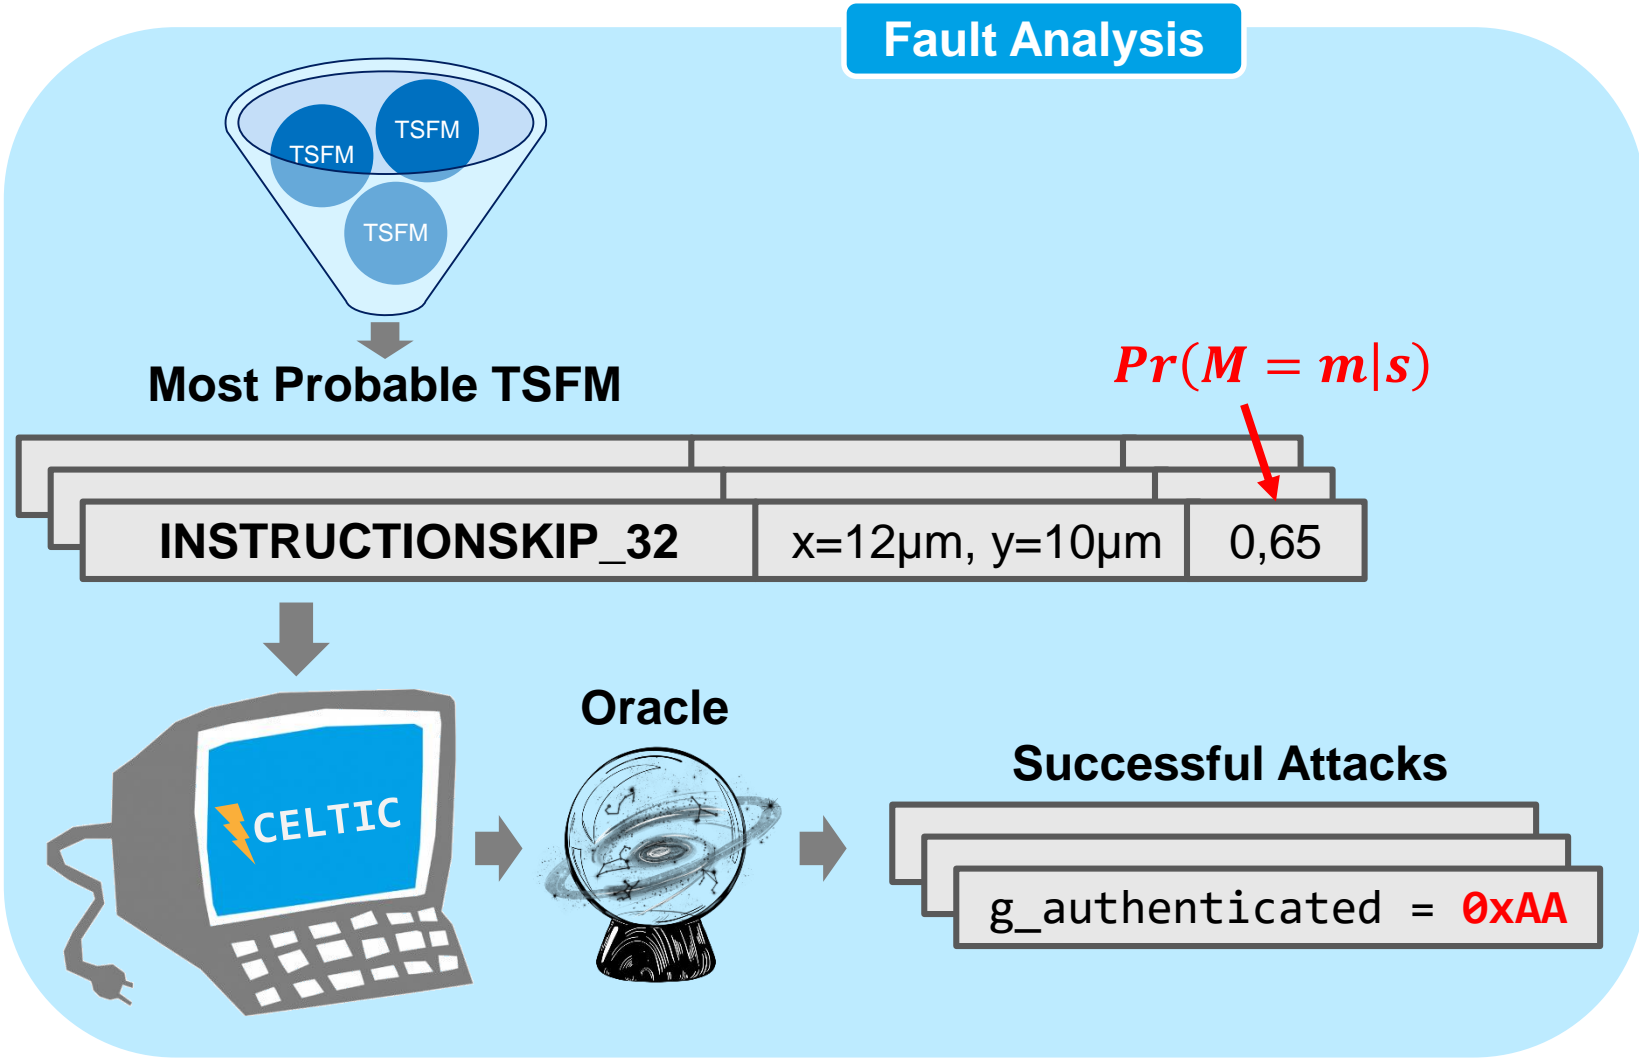 Fault Analysis
TSFM
TSFM
TSFM
Most Probable TSFM
Pr(M = m|s)
INSTRUCTIONSKIP_32
x=12µm, y=10µm
0,65
CELTIC
Oracle
Successful Attacks
g_authenticated = 0xAA